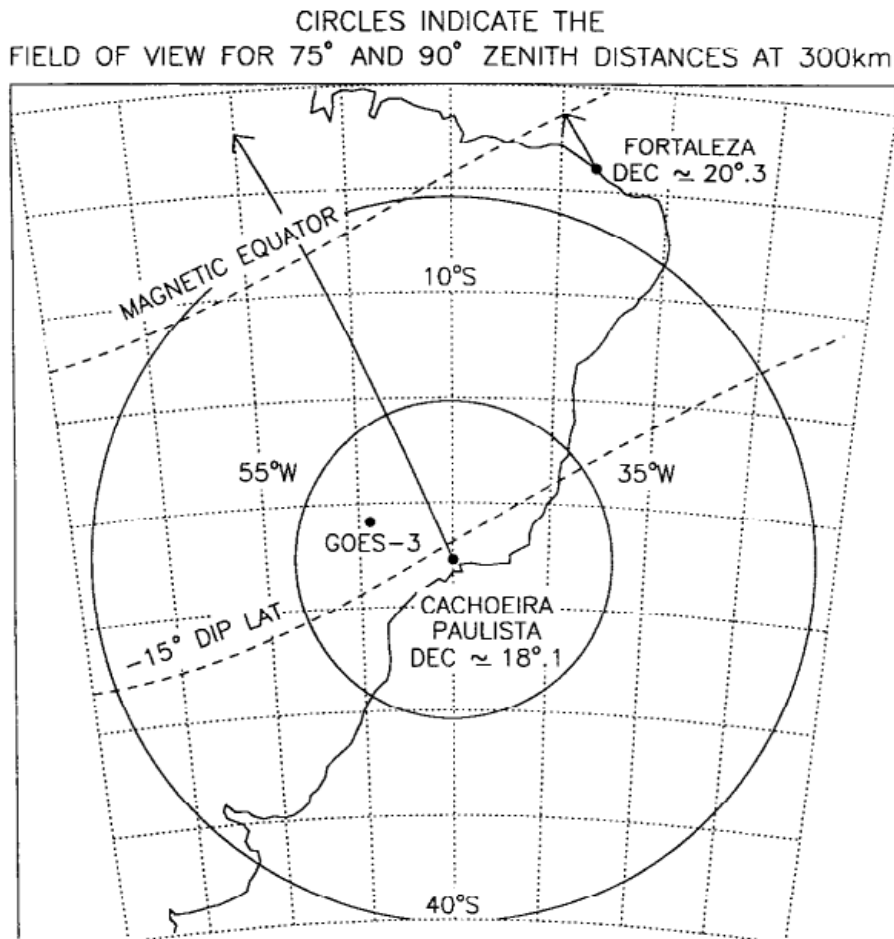 CIRCLES INDICATE THE
FIELD OF VIEW FOR 75° AND 90° ZENITH DISTANCES AT 300km
FORTALEZA
DEC ≃ 20°.3
MAGNETIC EQUATOR
10°S
55°W
35°W
GOES-3
CACHOEIRA
PAULISTA
DEC ≃ 18°.1
-15° DIP LAT
40°S